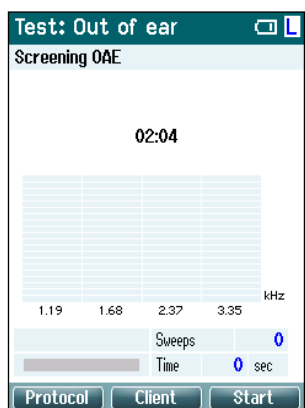 Test: Out of ear L
Screening OAE
02:04
kHz
1.19 1.68 2.37 3.35
Sweeps 0
Time 0 sec
Protocol Client Start